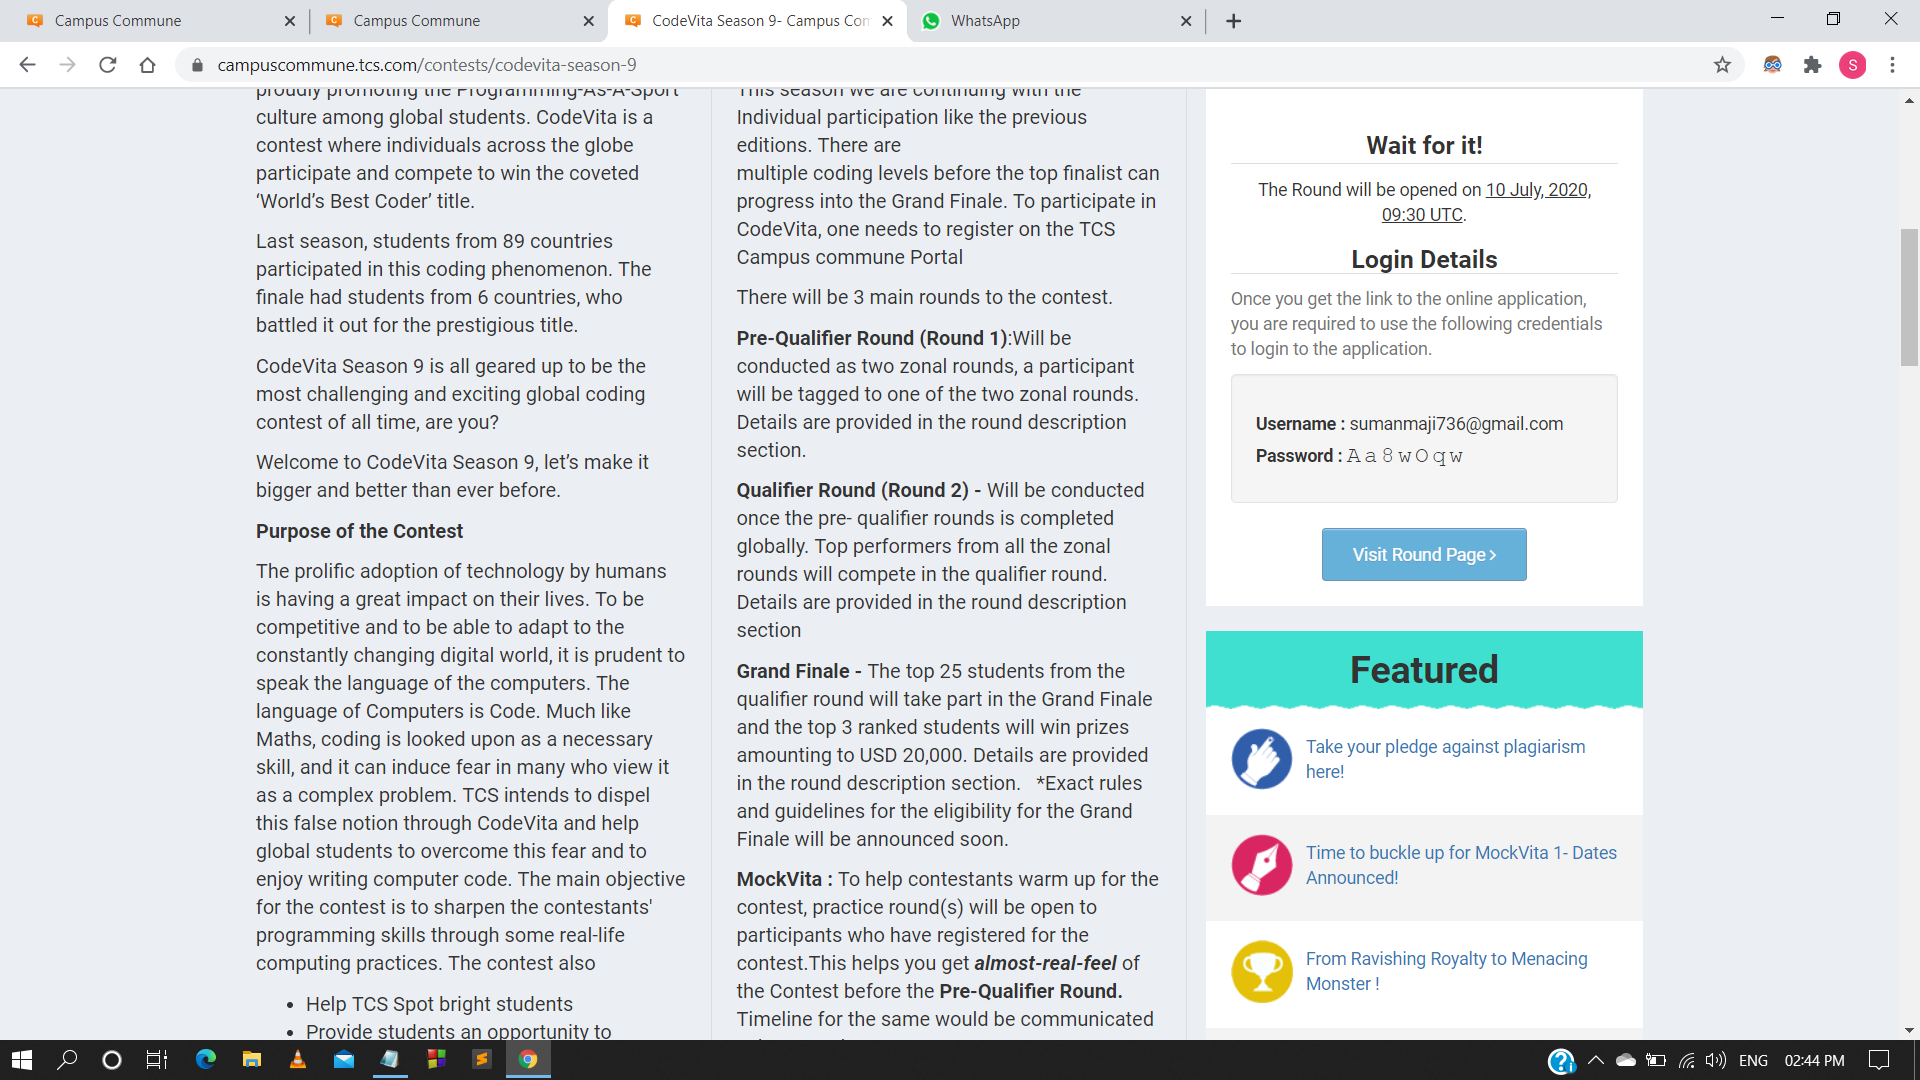 Campus Commune
Campus Commune
CodeVita Season 9- Campus Con
WhatsApp
campuscommune.tcs.com/contests/codevita-season-9
S
proudly promoting the Programming-As-A-Sport
culture among global students. CodeVita is a
contest where individuals across the globe
participate and compete to win the coveted
‘World’s Best Coder’ title.
Last season, students from 89 countries
participated in this coding phenomenon. The
finale had students from 6 countries, who
battled it out for the prestigious title.
CodeVita Season 9 is all geared up to be the
most challenging and exciting global coding
contest of all time, are you?
Welcome to CodeVita Season 9, let’s make it
bigger and better than ever before.
Purpose of the Contest
The prolific adoption of technology by humans
is having a great impact on their lives. To be
competitive and to be able to adapt to the
constantly changing digital world, it is prudent to
speak the language of the computers. The
language of Computers is Code. Much like
Maths, coding is looked upon as a necessary
skill, and it can induce fear in many who view it
as a complex problem. TCS intends to dispel
this false notion through CodeVita and help
global students to overcome this fear and to
enjoy writing computer code. The main objective
for the contest is to sharpen the contestants'
programming skills through some real-life
computing practices. The contest also
• Help TCS Spot bright students
• Provide students an opportunity to
This season we are continuing with the
Individual participation like the previous
editions. There are
multiple coding levels before the top finalist can
progress into the Grand Finale. To participate in
CodeVita, one needs to register on the TCS
Campus commune Portal
There will be 3 main rounds to the contest.
Pre-Qualifier Round (Round 1):Will be
conducted as two zonal rounds, a participant
will be tagged to one of the two zonal rounds.
Details are provided in the round description
section.
Qualifier Round (Round 2) - Will be conducted
once the pre- qualifier rounds is completed
globally. Top performers from all the zonal
rounds will compete in the qualifier round.
Details are provided in the round description
section
Grand Finale - The top 25 students from the
qualifier round will take part in the Grand Finale
and the top 3 ranked students will win prizes
amounting to USD 20,000. Details are provided
in the round description section. *Exact rules
and guidelines for the eligibility for the Grand
Finale will be announced soon.
MockVita : To help contestants warm up for the
contest, practice round(s) will be open to
participants who have registered for the
contest.This helps you get almost-real-feel of
the Contest before the Pre-Qualifier Round.
Timeline for the same would be communicated
Wait for it!
The Round will be opened on 10 July, 2020,
09:30 UTC.
Login Details
Once you get the link to the online application,
you are required to use the following credentials
to login to the application.
Username : sumanmaji736@gmail.com
Password : Aa8wOqw
Visit Round Page ›
Featured
Take your pledge against plagiarism
here!
Time to buckle up for MockVita 1- Dates
Announced!
From Ravishing Royalty to Menacing
Monster !
ENG
02:44 PM